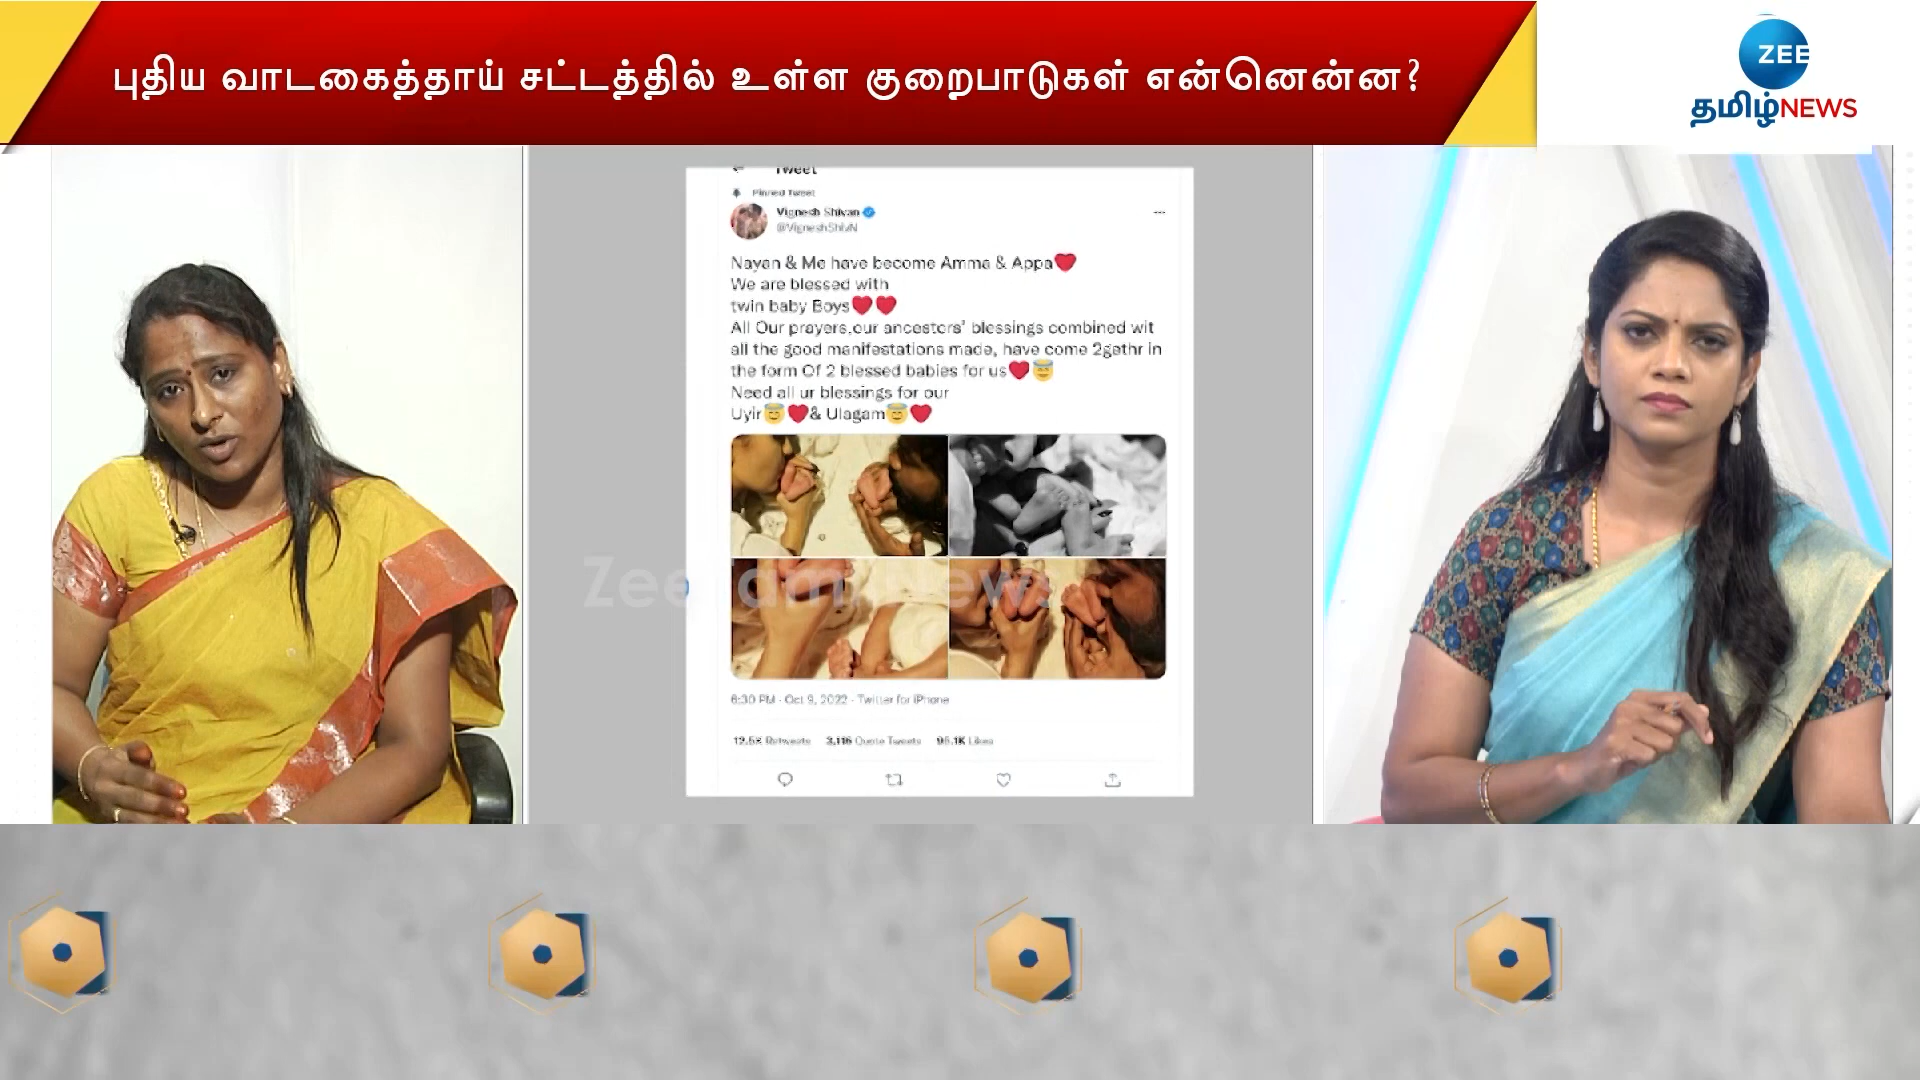 புதிய வாடகைத்தாய் சட்டத்தில் உள்ள குறைபாடுகள் என்னென்ன?
ZEE
தமிழ் NEWS
Tweet
Pinned Tweet
Vignesh Shivan
@VigneshShivN
Nayan & Me have become Amma & Appa❤️
We are blessed with
twin baby Boys❤️❤️
All Our prayers,our ancestors' blessings combined wit
all the good manifestations made, have come 2gethr in
the form Of 2 blessed babies for us❤️😇
Need all ur blessings for our
Uyir😇❤️& Ulagam😇❤️
Zee Tamil News
6:30 PM · Oct 9, 2022 · Twitter for iPhone
12.5K Retweets 3,116 Quote Tweets 95.1K Likes